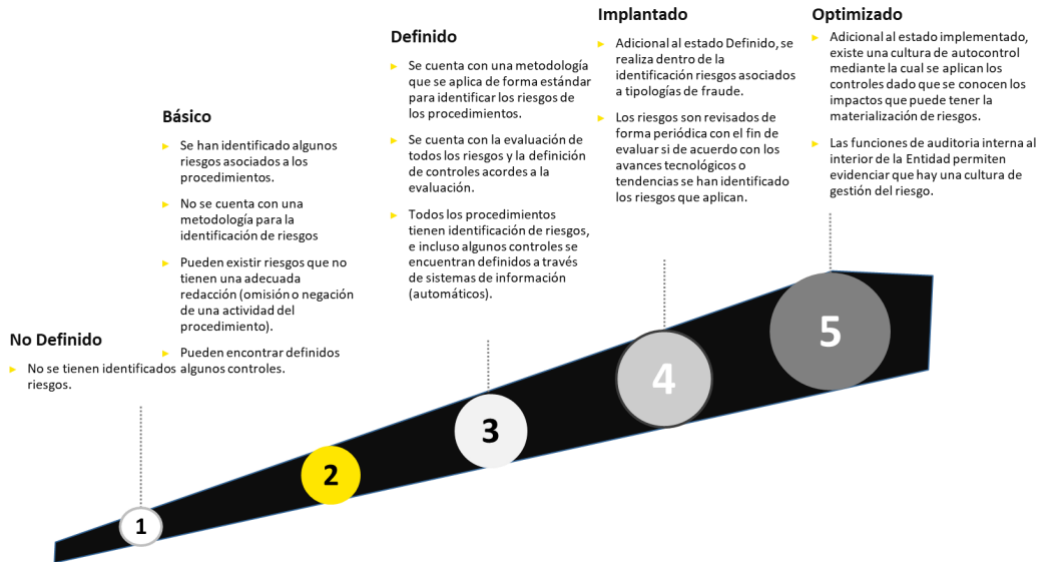 No Definido
No se tienen identificados
riesgos.
Básico
Se han identificado algunos
riesgos asociados a los
procedimientos.
No se cuenta con una
metodología para la
identificación de riesgos
Pueden existir riesgos que no
tienen una adecuada
redacción (omisión o negación
de una actividad del
procedimiento).
Pueden encontrar definidos
algunos controles.
Definido
Se cuenta con una metodología
que se aplica de forma estándar
para identificar los riesgos de
los procedimientos.
Se cuenta con la evaluación de
todos los riesgos y la definición
de controles acordes a la
evaluación.
Todos los procedimientos
tienen identificación de riesgos,
e incluso algunos controles se
encuentran definidos a través
de sistemas de información
(automáticos).
Implantado
Adicional al estado Definido, se
realiza dentro de la
identificación riesgos asociados
a tipologías de fraude.
Los riesgos son revisados de
forma periódica con el fin de
evaluar si de acuerdo con los
avances tecnológicos o
tendencias se han identificado
los riesgos que aplican.
Optimizado
Adicional al estado implementado,
existe una cultura de autocontrol
mediante la cual se aplican los
controles dado que se conocen los
impactos que puede tener la
materialización de riesgos.
Las funciones de auditoria interna al
interior de la Entidad permiten
evidenciar que hay una cultura de
gestión del riesgo.
1
2
3
4
5